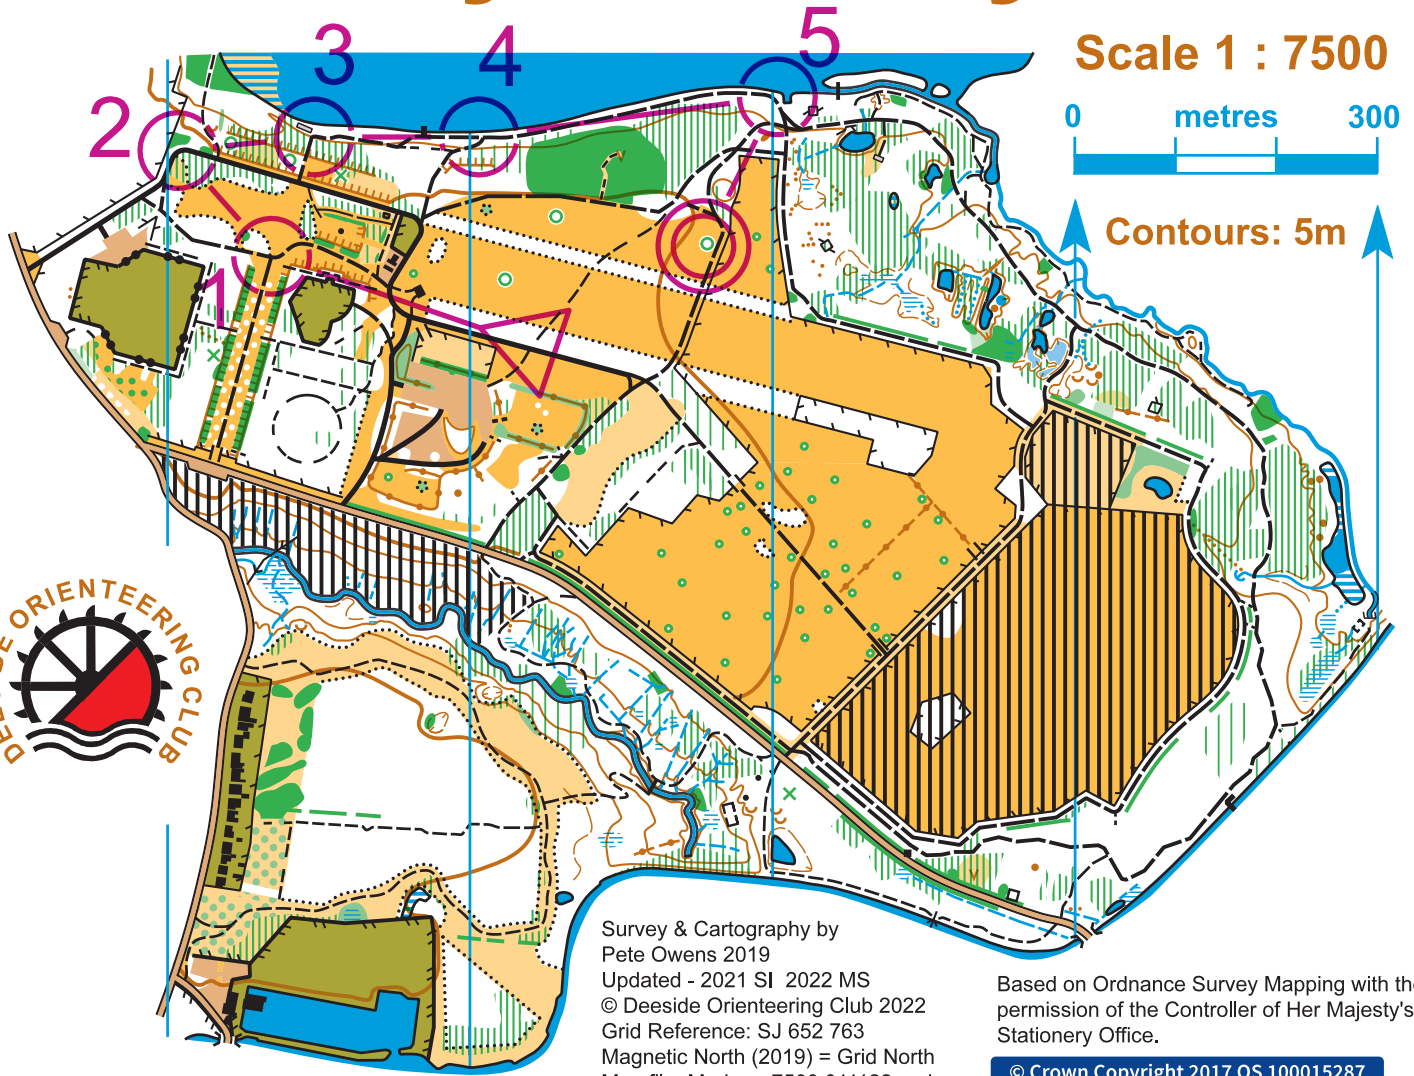 Scale 1 : 7500
0 metres 300
Contours: 5m
1
2
3
4
5
ORIENTEERING CLUB
Survey & Cartography by
Pete Owens 2019
Updated - 2021 SI 2022 MS
© Deeside Orienteering Club 2022
Grid Reference: SJ 652 763
Magnetic North (2019) = Grid North
Based on Ordnance Survey Mapping with the
permission of the Controller of Her Majesty's
Stationery Office.
© Crown Copyright 2017 OS 100015287